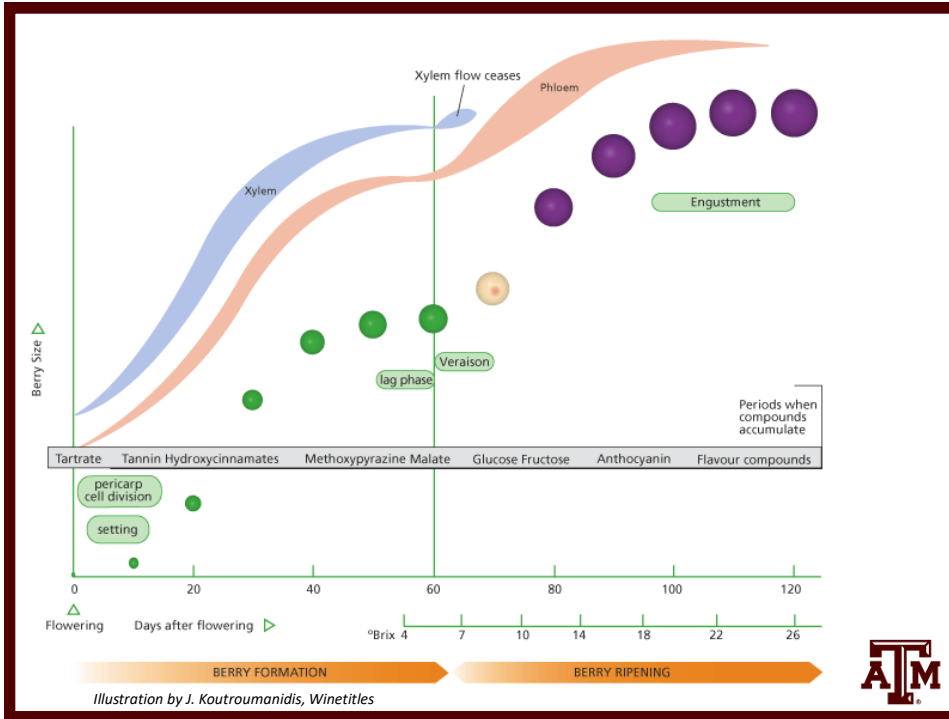 Xylem flow ceases
Phloem
Xylem
Engustment
Berry Size
Veraison
lag phase
Periods when
compounds
accumulate
Tartrate Tannin Hydroxycinnamates Methoxypyrazine Malate Glucose Fructose Anthocyanin Flavour compounds
pericarp
cell division
setting
0 20 40 60 80 100 120
Flowering Days after flowering
°Brix 4 7 10 14 18 22 26
BERRY FORMATION BERRY RIPENING
Illustration by J. Koutroumanidis, Winetitles
ATM